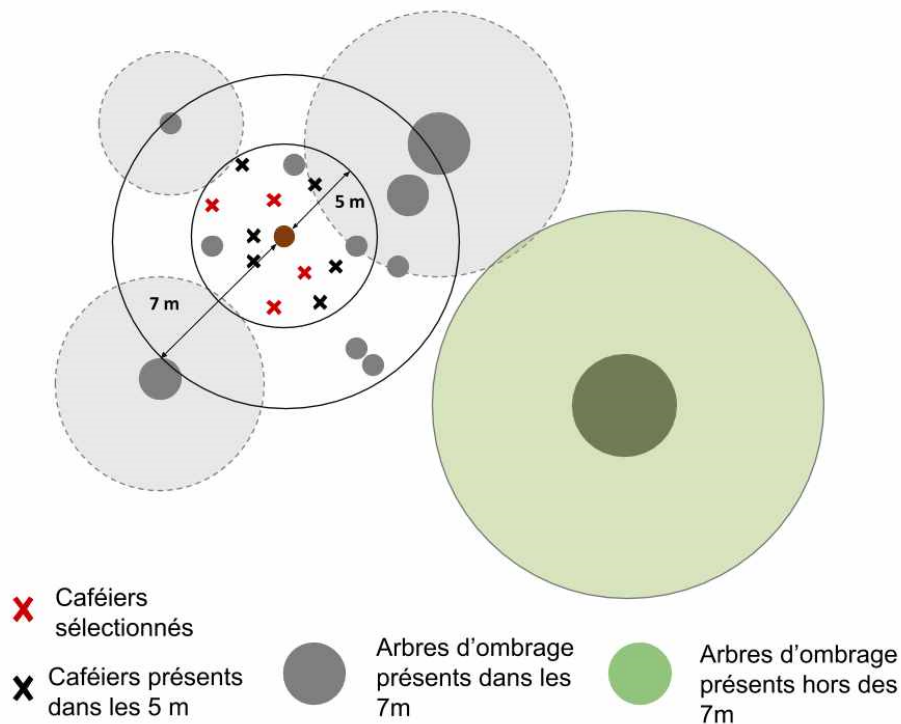 5 m
7 m
Caféiers
sélectionnés
Caféiers présents
dans les 5 m
Arbres d'ombrage
présents dans les
7m
Arbres d'ombrage
présents hors des
7m